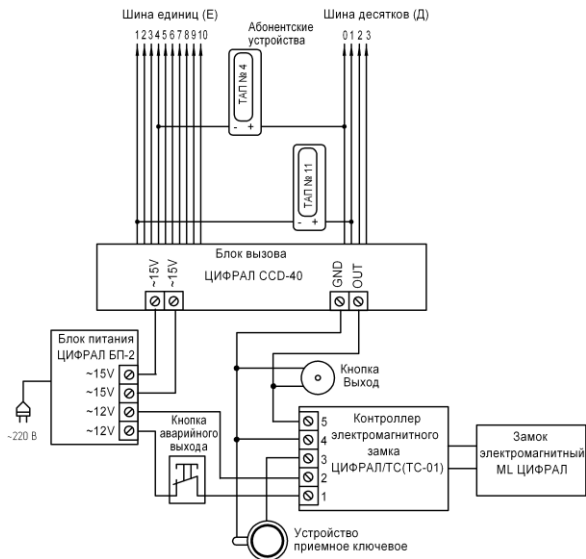 Шина единиц (Е)
Абонентские
устройства
Шина десятков (Д)
1 2 3 4 5 6 7 8 9 10
0 1 2 3
ТАП № 4
- +
ТАП № 11
- +
Блок вызова
ЦИФРАЛ CCD-40
~15V
~15V
GND
OUT
Блок питания
ЦИФРАЛ БП-2
~15V
~15V
~12V
~12V
~220 В
Кнопка
аварийного
выхода
Кнопка
Выход
5
4
3
2
1
Контроллер
электромагнитного
замка
ЦИФРАЛ/ТС(ТС-01)
Замок
электромагнитный
ML ЦИФРАЛ
Устройство
приемное ключевое